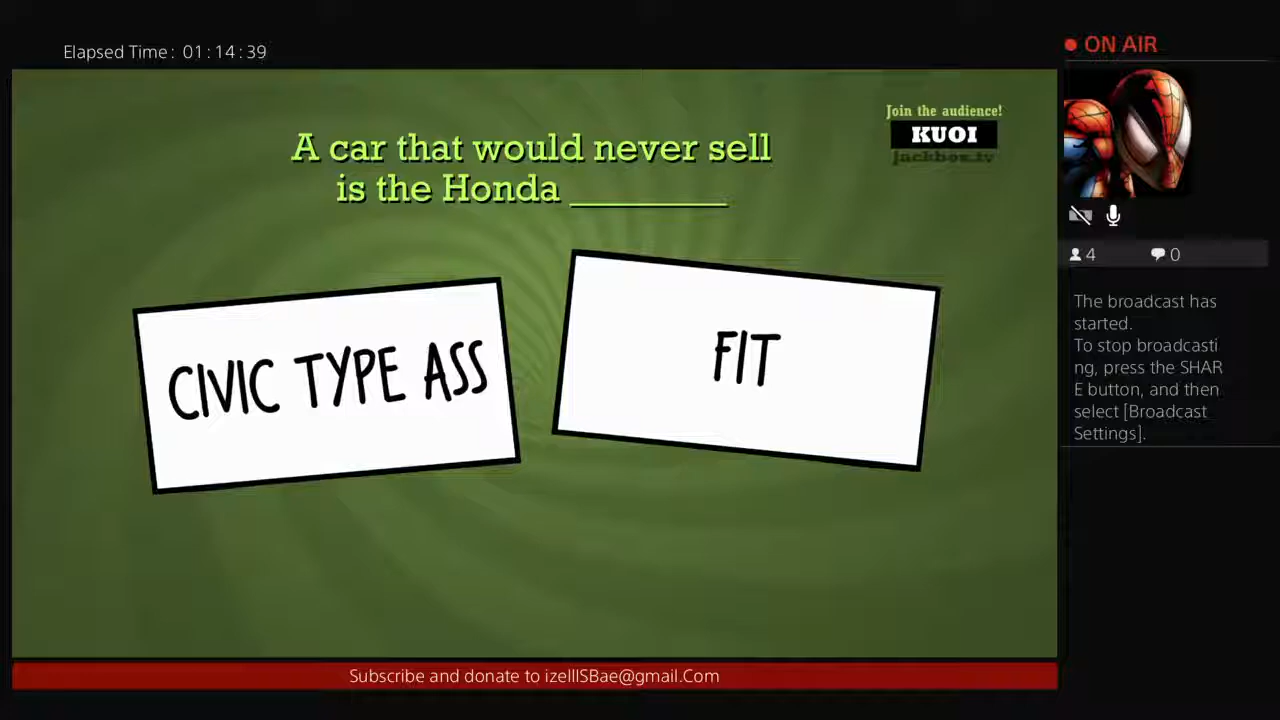 Elapsed Time: 01:14:39
ON AIR
Join the audience!
KUOI
jackbox.tv
A car that would never sell
is the Honda ________
CIVIC TYPE ASS
FIT
4
0
The broadcast has
started.
To stop broadcasti
ng, press the SHAR
E button, and then
select [Broadcast
Settings].
Subscribe and donate to izellISBae@gmail.Com